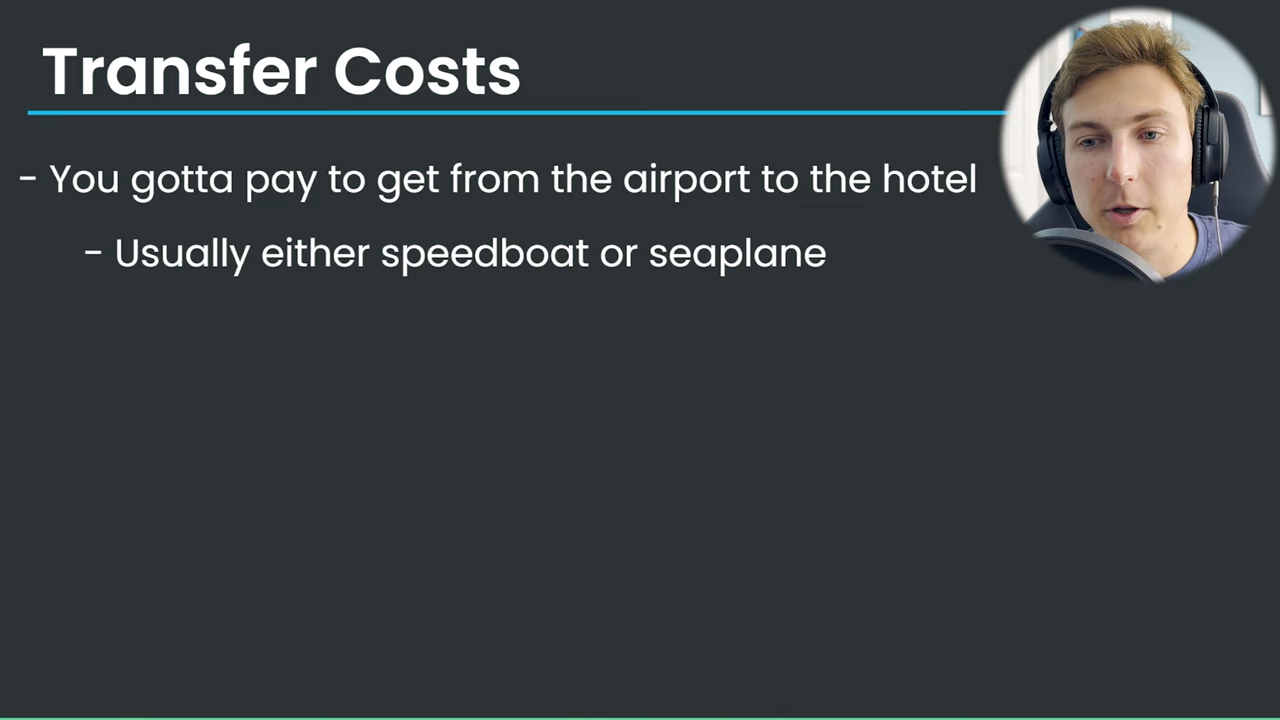 Transfer Costs
- You gotta pay to get from the airport to the hotel
- Usually either speedboat or seaplane